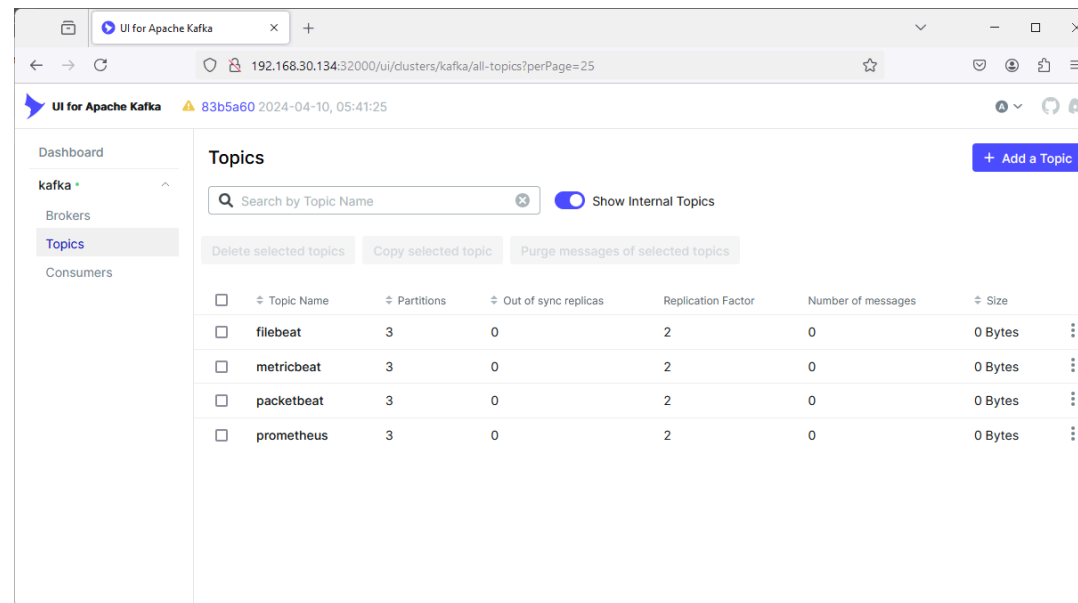 UI for Apache Kafka
192.168.30.134:32000/ui/clusters/kafka/all-topics?perPage=25
UI for Apache Kafka 83b5a60 2024-04-10, 05:41:25 A
Dashboard
kafka
Brokers
Topics
Consumers
Topics
+ Add a Topic
Search by Topic Name
Show Internal Topics
Delete selected topics Copy selected topic Purge messages of selected topics
Topic Name Partitions Out of sync replicas Replication Factor Number of messages Size
filebeat 3 0 2 0 0 Bytes
metricbeat 3 0 2 0 0 Bytes
packetbeat 3 0 2 0 0 Bytes
prometheus 3 0 2 0 0 Bytes